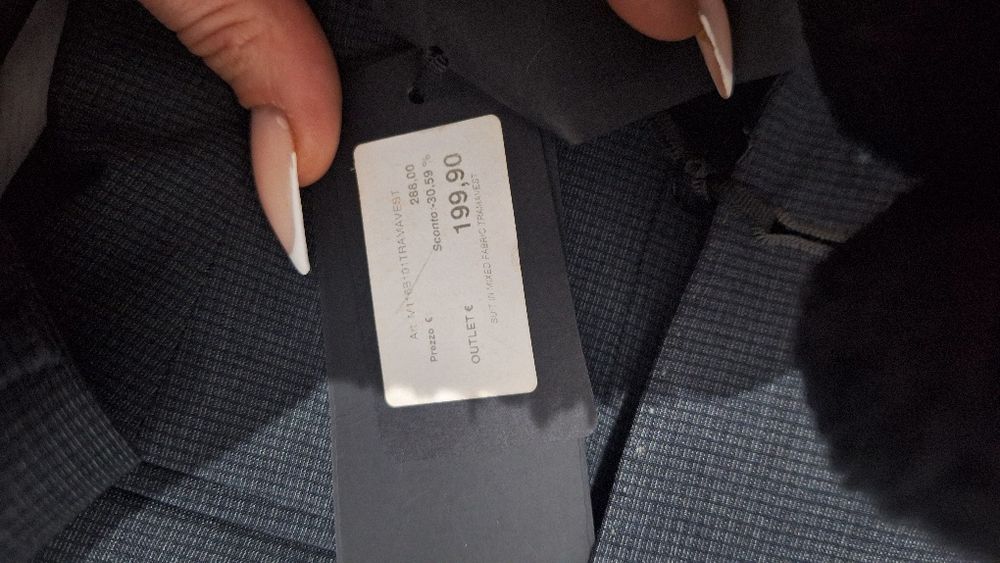 Art.
Prezzo € 288,00
Sconto -30,59 %
OUTLET € 199,90
SUIT IN MIXED FABRIC TRAMAVEST